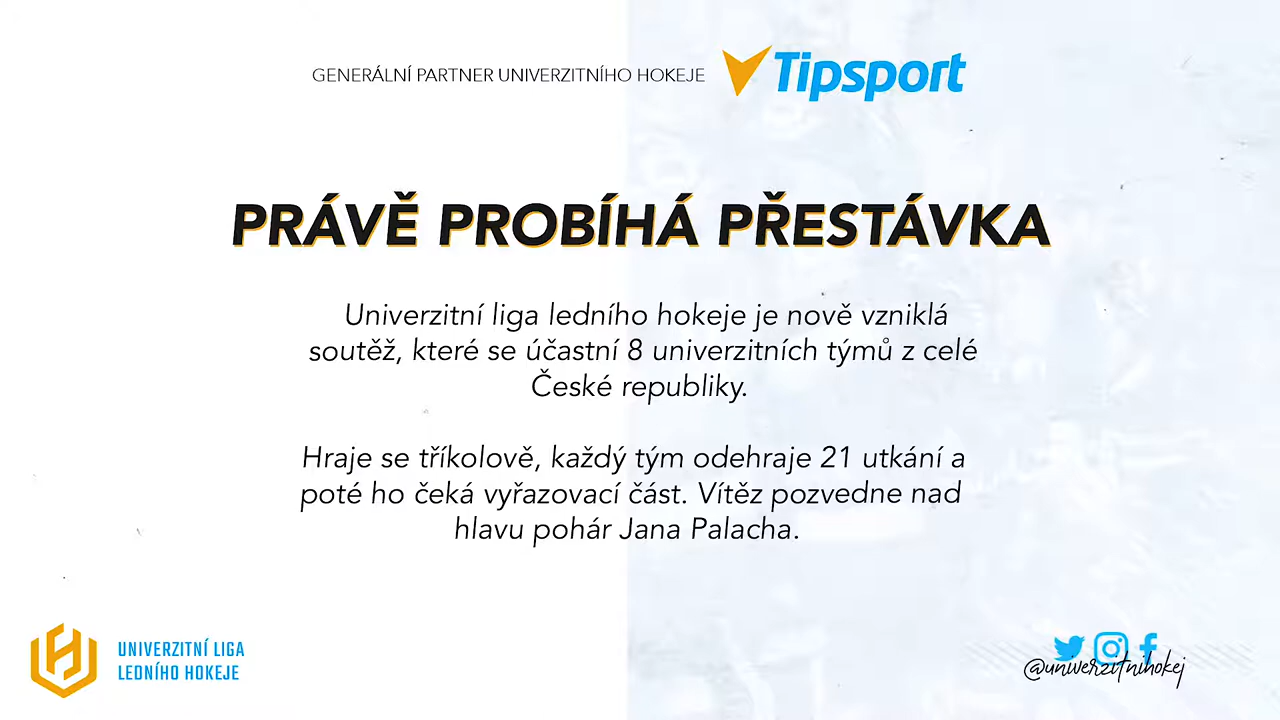 GENERÁLNÍ PARTNER UNIVERZITNÍHO HOKEJE Tipsport
PRÁVĚ PROBÍHÁ PŘESTÁVKA
Univerzitní liga ledního hokeje je nově vzniklá
soutěž, které se účastní 8 univerzitních týmů z celé
České republiky.
Hraje se tříkolově, každý tým odehraje 21 utkání a
poté ho čeká vyřazovací část. Vítěz pozvedne nad
hlavu pohár Jana Palacha.
UNIVERZITNÍ LIGA
LEDNÍHO HOKEJE
@univerzitnihokej